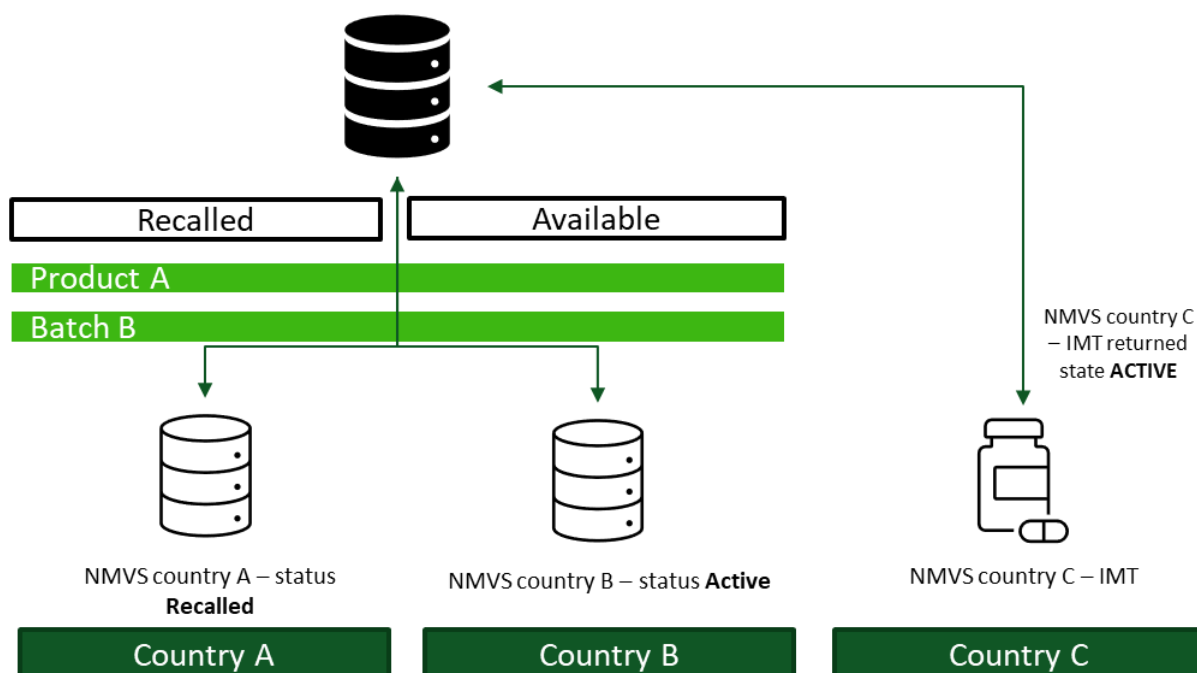 Recalled
Available
Product A
Batch B
NMVS country C
– IMT returned
state ACTIVE
NMVS country A – status
Recalled
NMVS country B – status Active
NMVS country C – IMT
Country A
Country B
Country C